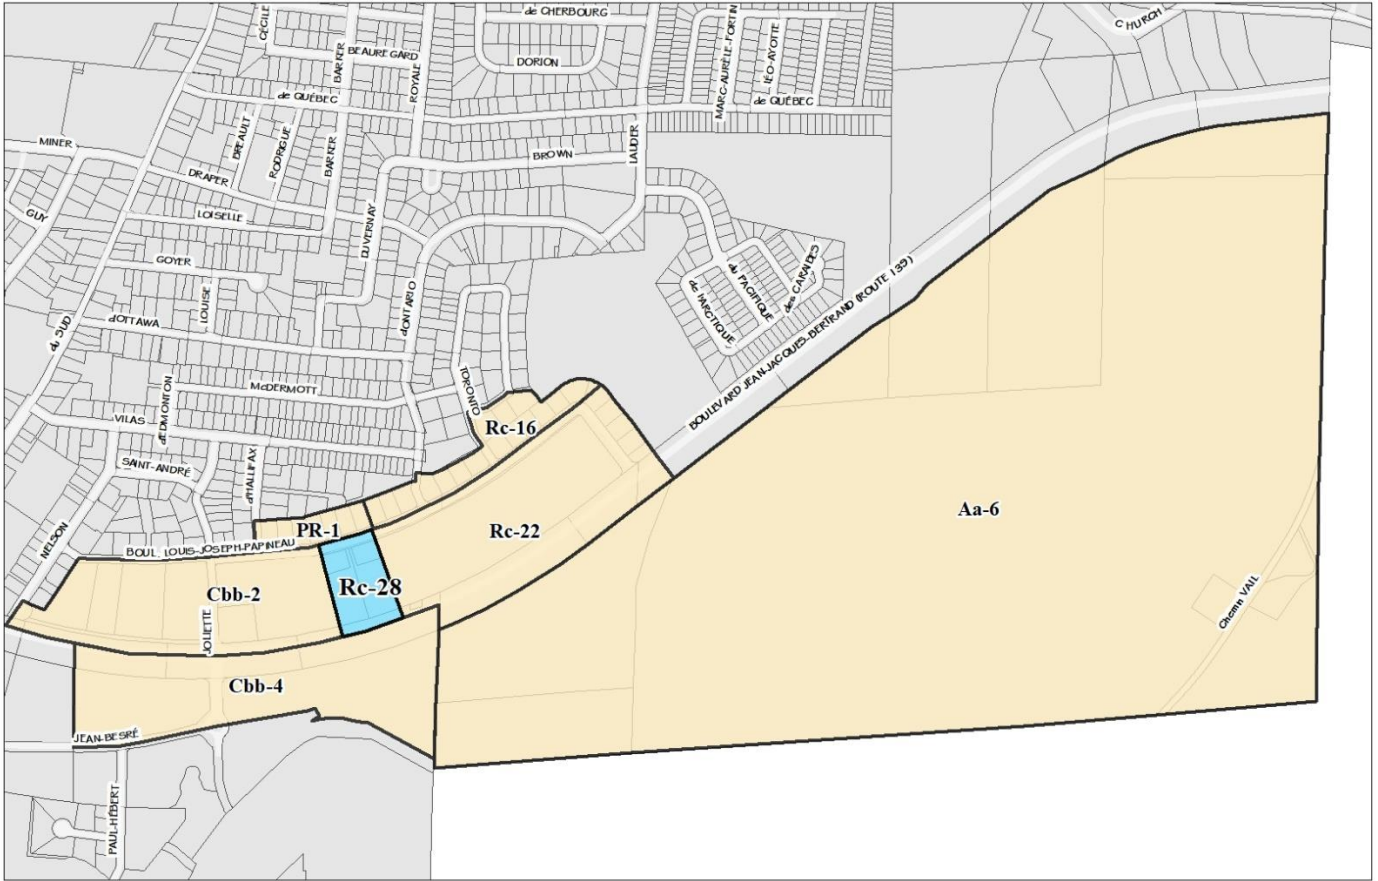 de CHERBOURG
CHURCH
CÉCILE
BARKER
BEAUREGARD
ROYALE
DORION
MARC-AURÈLE-FORTIN
LÉO-AYOTTE
de QUÉBEC
de QUÉBEC
MINER
DRÉAULT
RODRIGUE
BARKER
LAUDER
BROWN
DRAPER
GUY
LOISELLE
DUVERNAY
GOYER
LOUISE
d'ONTARIO
du PACIFIQUE
des CARAÏBES
de l'ARCTIQUE
BOULEVARD JEAN-JACQUES-BERTRAND (ROUTE 139)
du SUD
d'OTTAWA
McDERMOTT
TORONTO
d'EDMONTON
VILAS
Rc-16
SAINT-ANDRÉ
d'HALLIFAX
Aa-6
PR-1
Rc-22
NELSON
BOUL. LOUIS-JOSEPH-PAPINEAU
Rc-28
Cbb-2
JOLIETTE
Chemin VAIL
Cbb-4
JEAN-BESRÉ
PAUL-HÉBERT